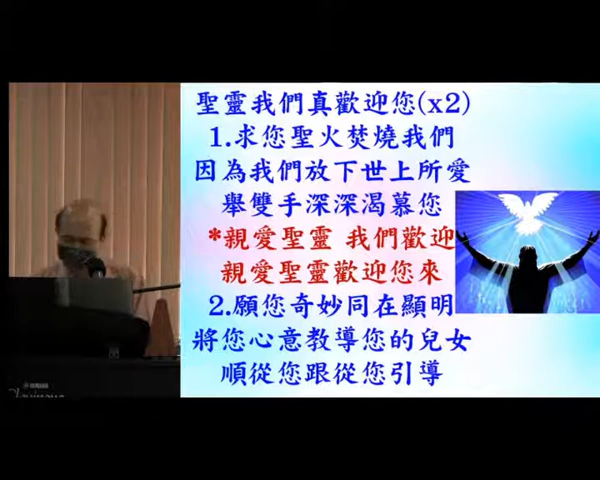 聖靈我們真歡迎您(x2)
1.求您聖火焚燒我們
因為我們放下世上所愛
舉雙手深深渴慕您
*親愛聖靈 我們歡迎
親愛聖靈歡迎您來
2.願您奇妙同在顯明
將您心意教導您的兒女
順從您跟從您引導
YAMAHA